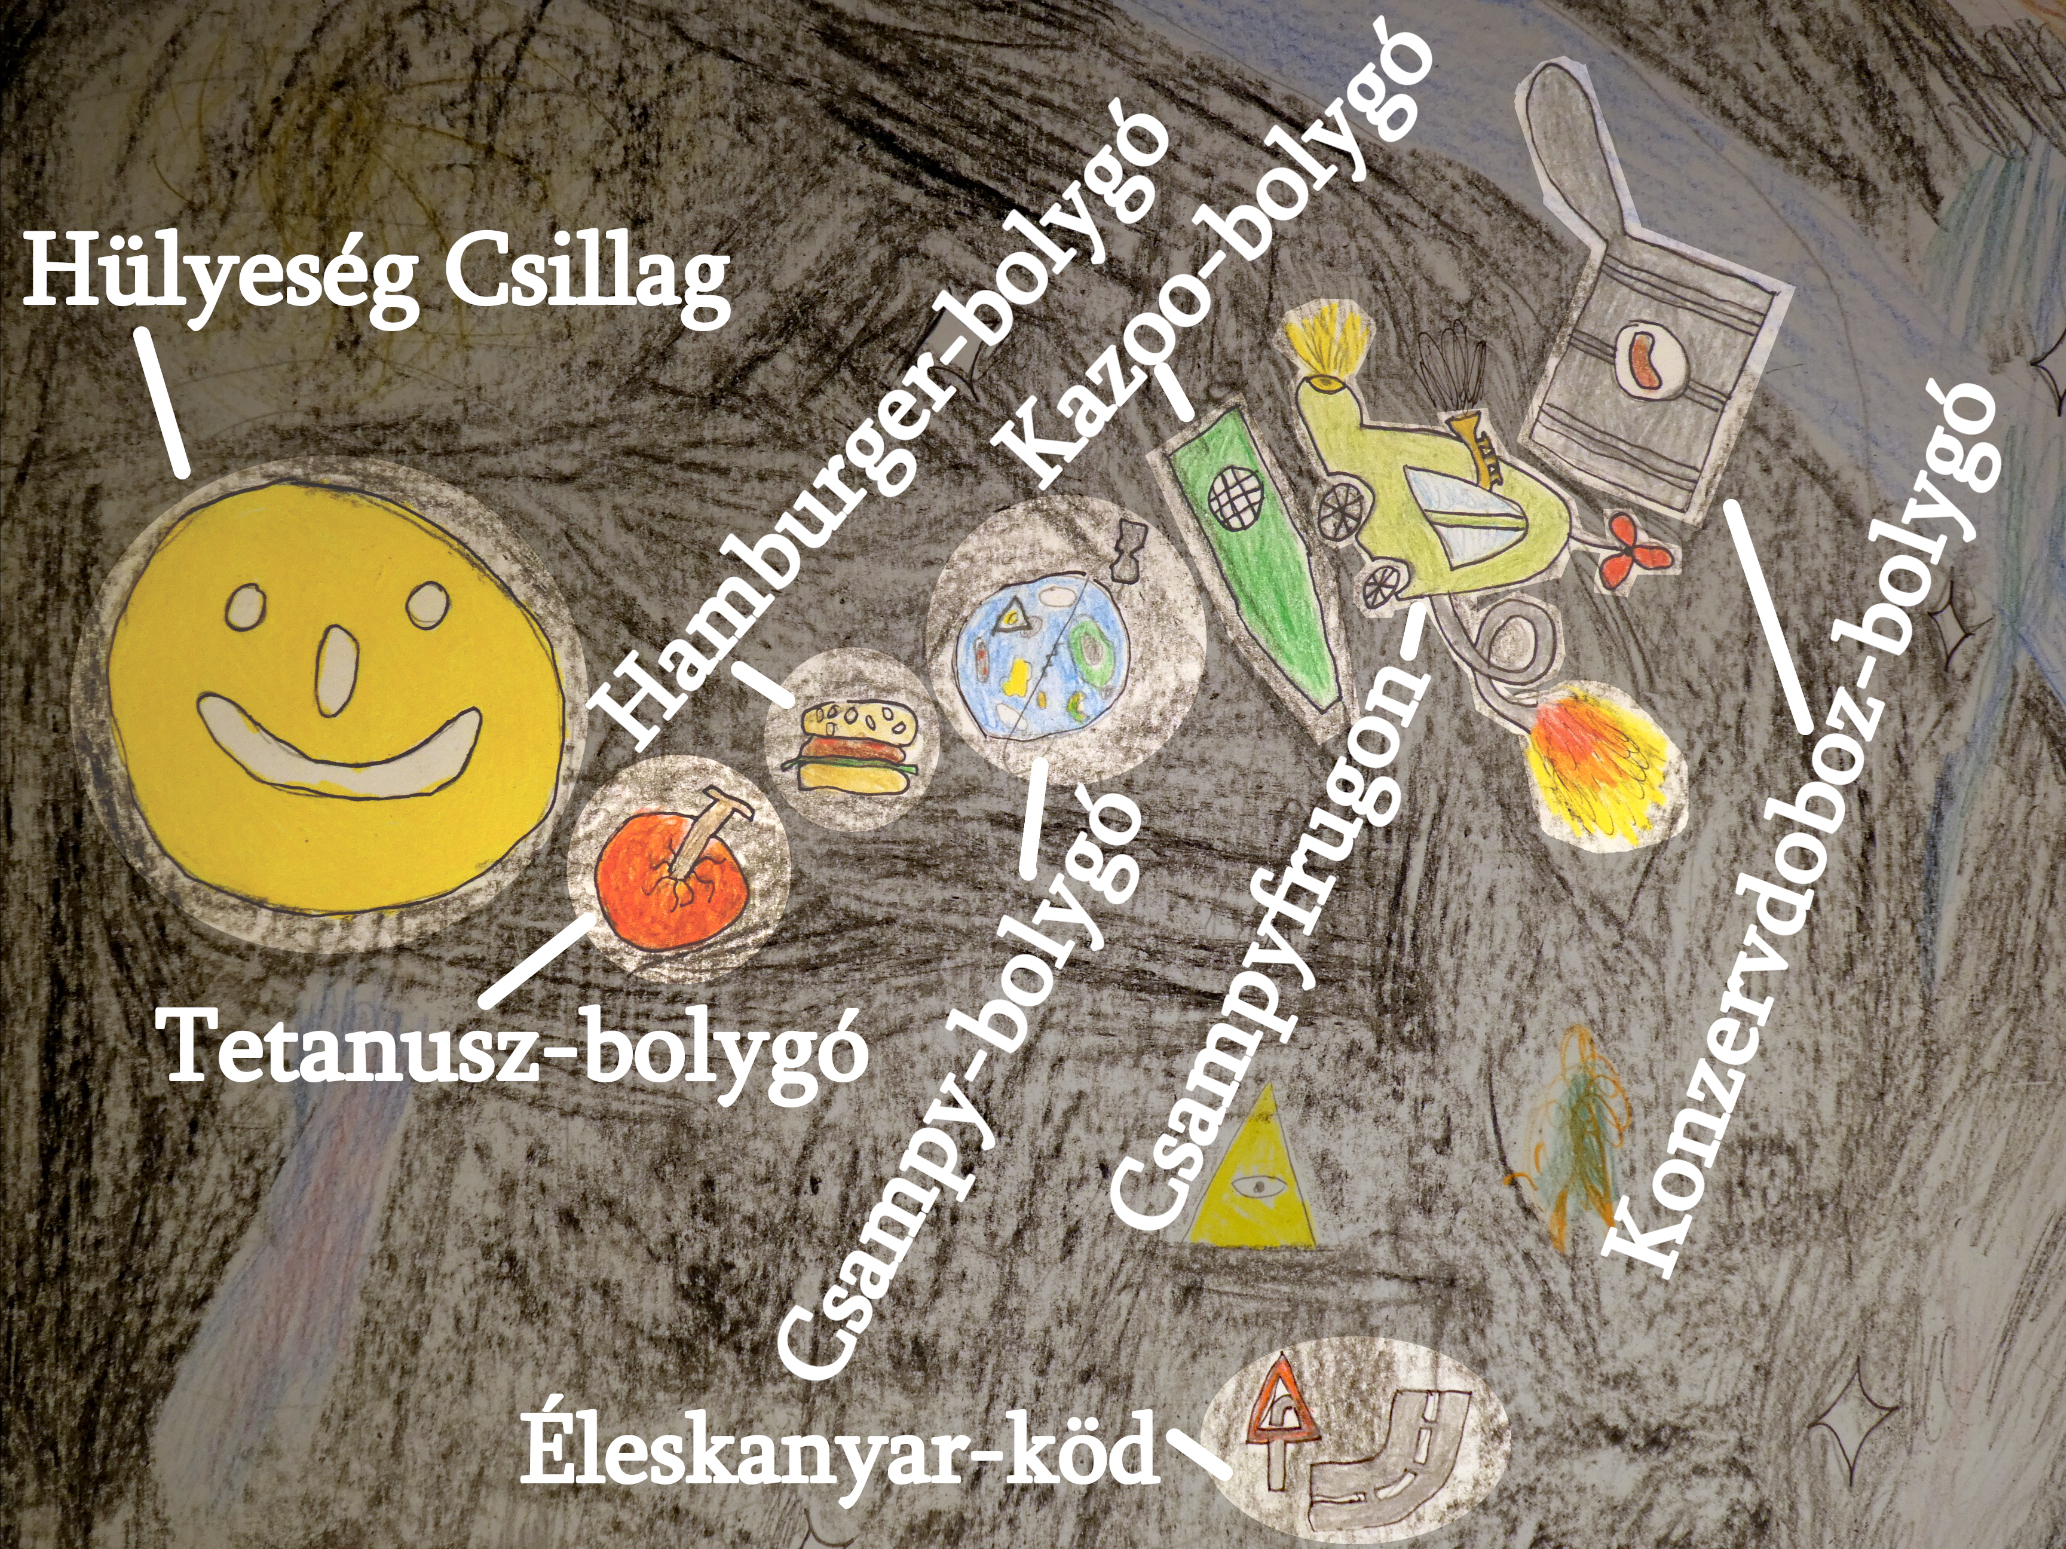 Hülyeség Csillag
Hamburger-bolygó
Kazoo-bolygó
Tetanusz-bolygó
Csampy-bolygó
Csampyfrugon
Konzervdoboz-bolygó
Éleskanyar-köd